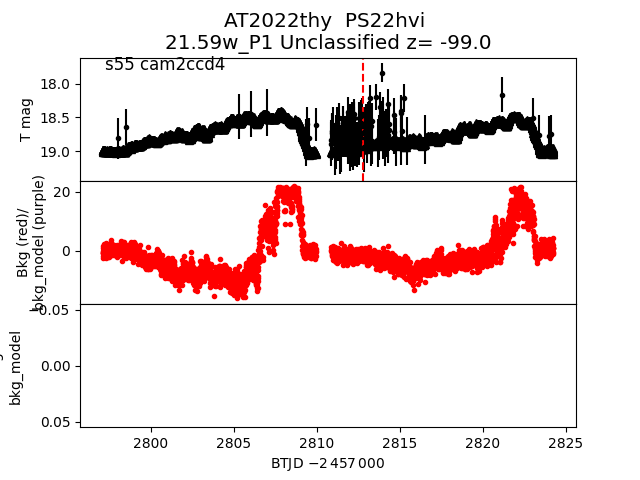 AT2022thy PS22hvi
21.59w_P1 Unclassified z= -99.0
s55 cam2ccd4
18.0
18.5
19.0
T mag
20
0
Bkg (red)/
bkg_model (purple)
0.05
0.00
0.05
bkg_model
2800
2805
2810
2815
2820
2825
BTJD −2 457 000